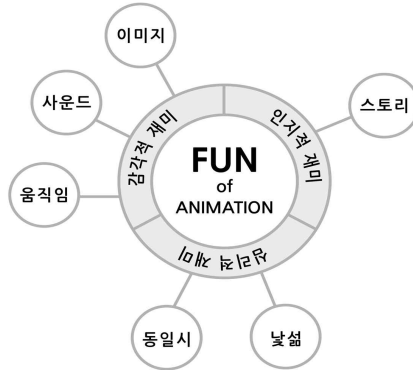 이미지
사운드
움직임
스토리
감각적 재미
인지적 재미
FUN
of
ANIMATION
심리적 재미
동일시
낯섦